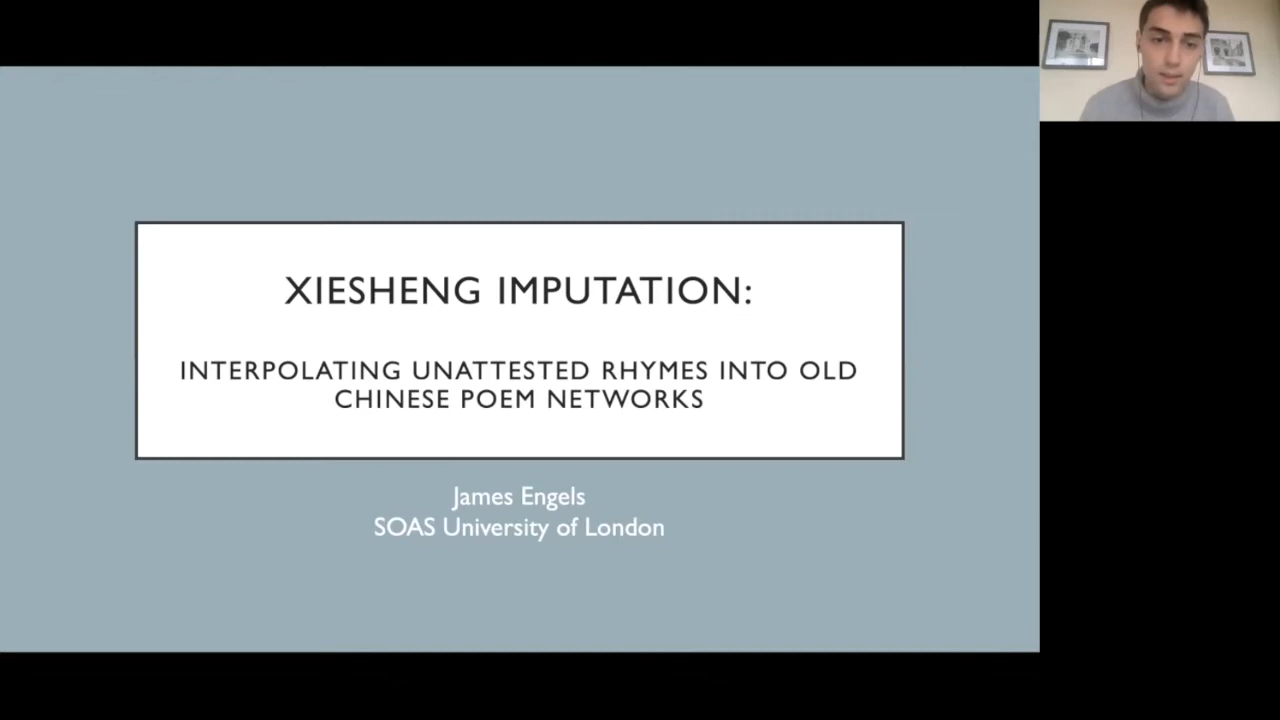 XIESHENG IMPUTATION:
INTERPOLATING UNATTESTED RHYMES INTO OLD
CHINESE POEM NETWORKS
James Engels
SOAS University of London